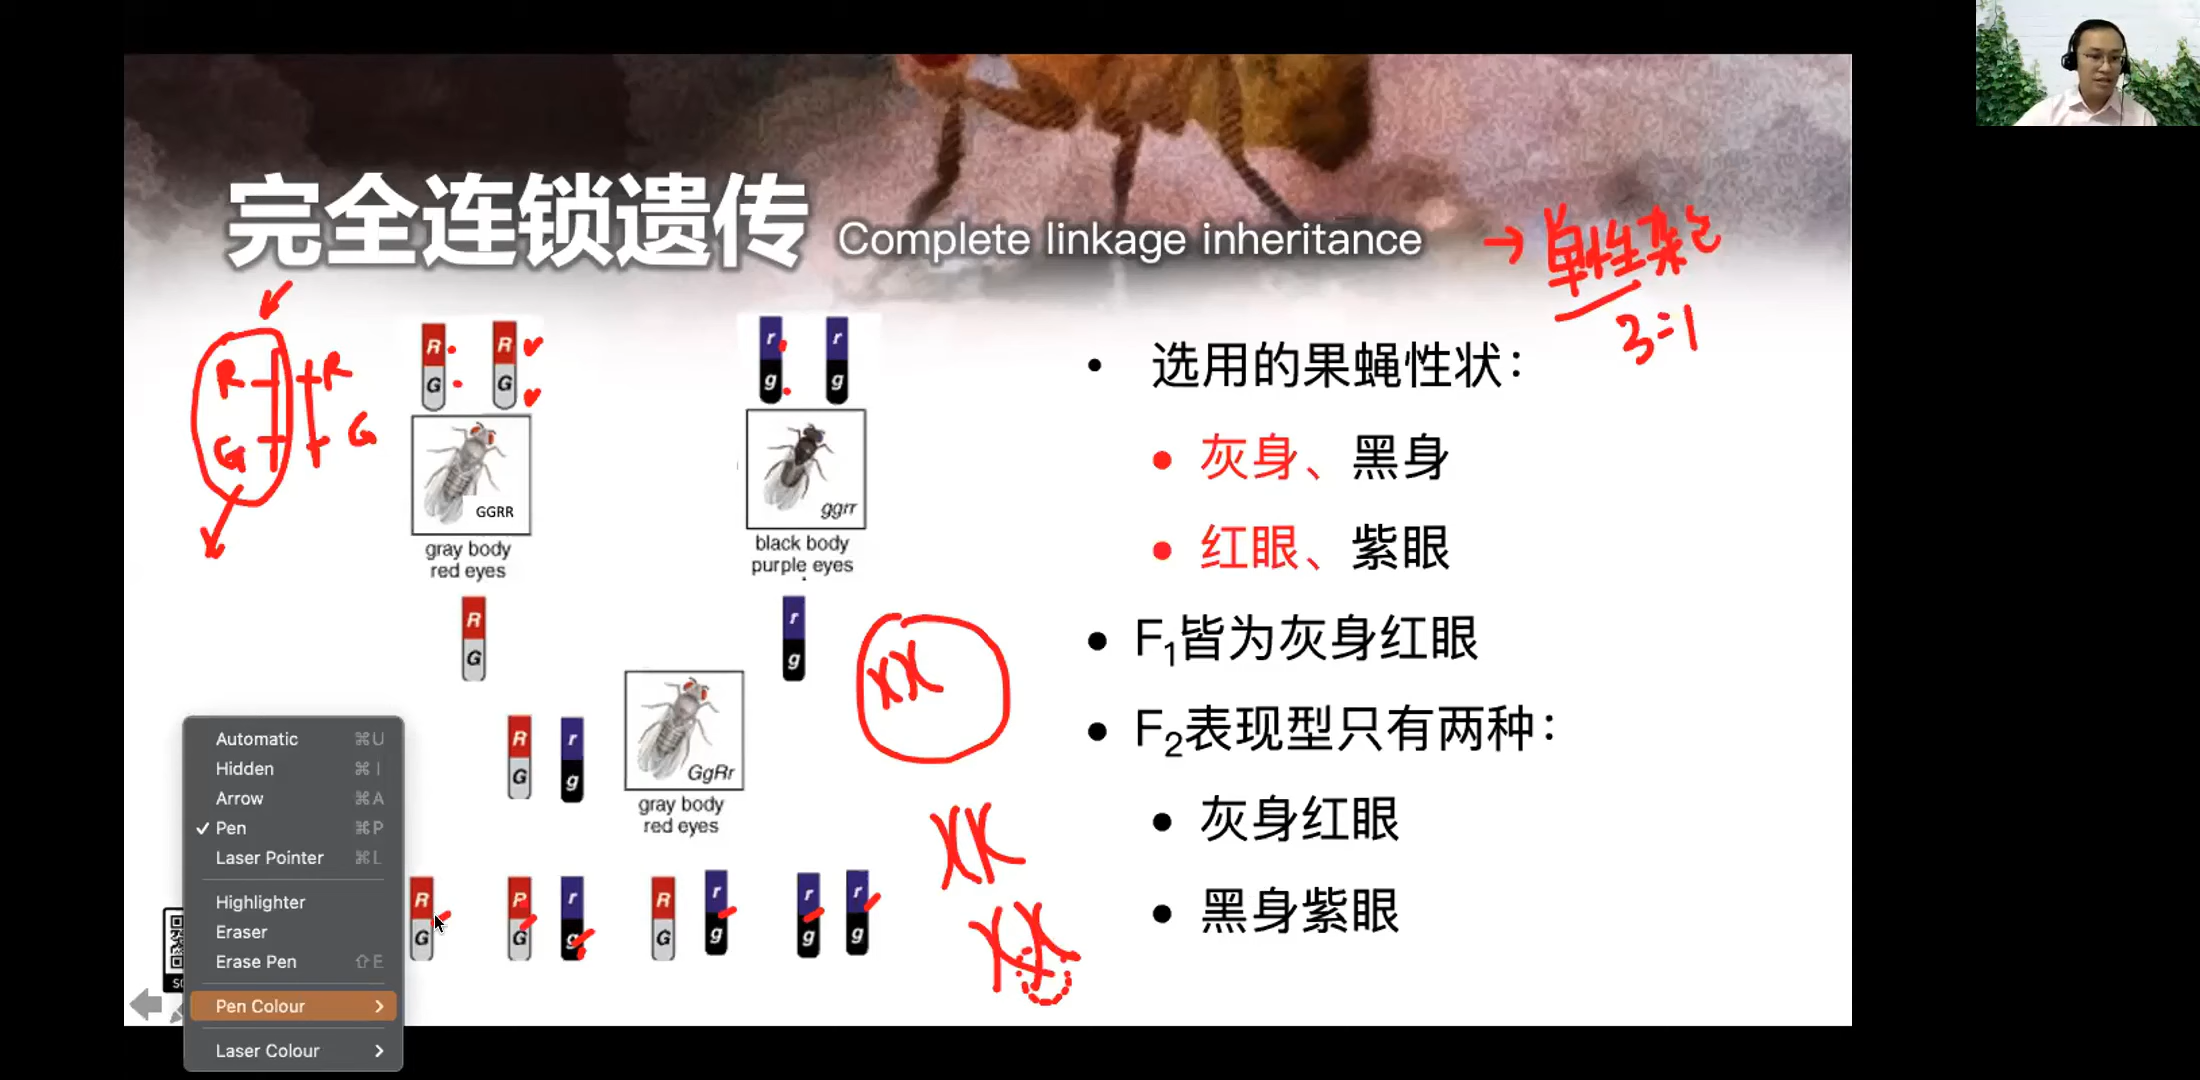 完全连锁遗传 Complete linkage inheritance
→ 单性杂交
3:1
R R
G G
R R
G G
r r
g g
GGRR
ggrr
gray body
red eyes
black body
purple eyes
R r
G g
XX
R r
G g
GgRr
gray body
red eyes
XX
XX
R R r R r r r
G G g G g g g
• 选用的果蝇性状：
• 灰身、黑身
• 红眼、紫眼
• F₁皆为灰身红眼
• F₂表现型只有两种：
• 灰身红眼
• 黑身紫眼
Automatic ⌘U
Hidden ⌘I
Arrow ⌘A
✓ Pen ⌘P
Laser Pointer ⌘L
Highlighter
Eraser
Erase Pen ⇧E
Pen Colour >
Laser Colour >